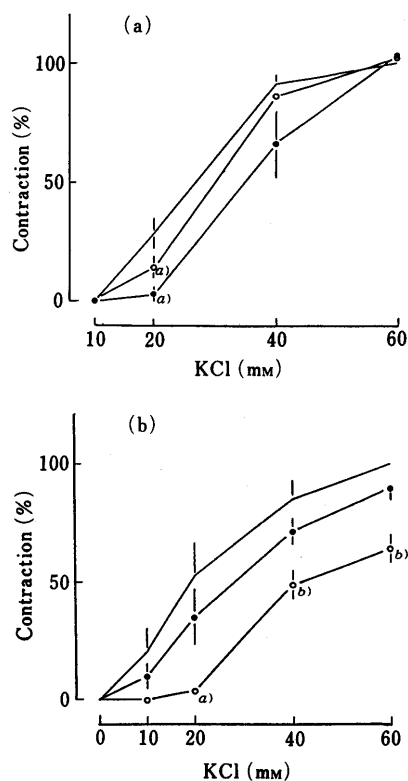 (a)
100
50
0
Contraction (%)
a)
a)
10 20 40 60
KCl (mM)
(b)
100
50
0
Contraction (%)
a)
b)
b)
0 10 20 40 60
KCl (mM)